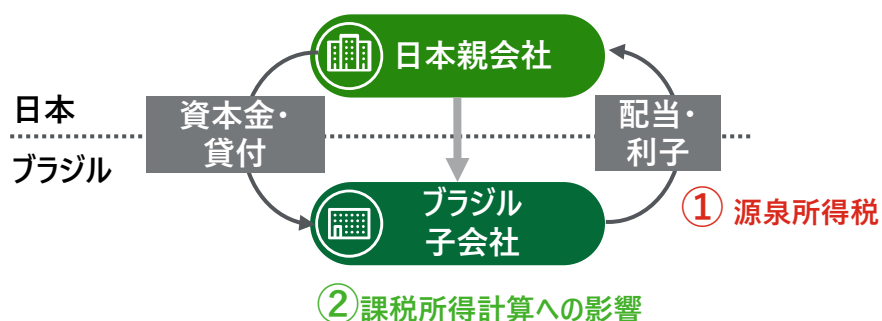 日本親会社
日本
資本金・
貸付
配当・
利子
ブラジル
ブラジル
子会社
① 源泉所得税
②課税所得計算への影響